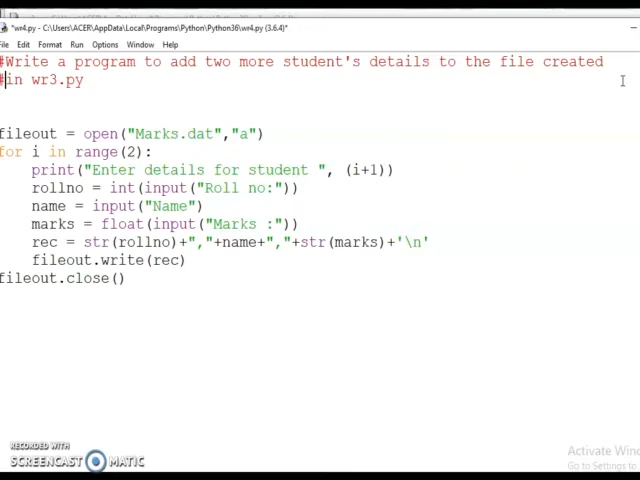 *wr4.py - C:\Users\ACER\AppData\Local\Programs\Python\Python36\wr4.py (3.6.4)*
File Edit Format Run Options Window Help
#Write a program to add two more student's details to the file created
#in wr3.py
fileout = open("Marks.dat","a")
for i in range(2):
print("Enter details for student ", (i+1))
rollno = int(input("Roll no:"))
name = input("Name")
marks = float(input("Marks :"))
rec = str(rollno)+","+name+","+str(marks)+'\n'
fileout.write(rec)
fileout.close()
RECORDED WITH
SCREENCAST MATIC
Activate Wind
Go to Settings to